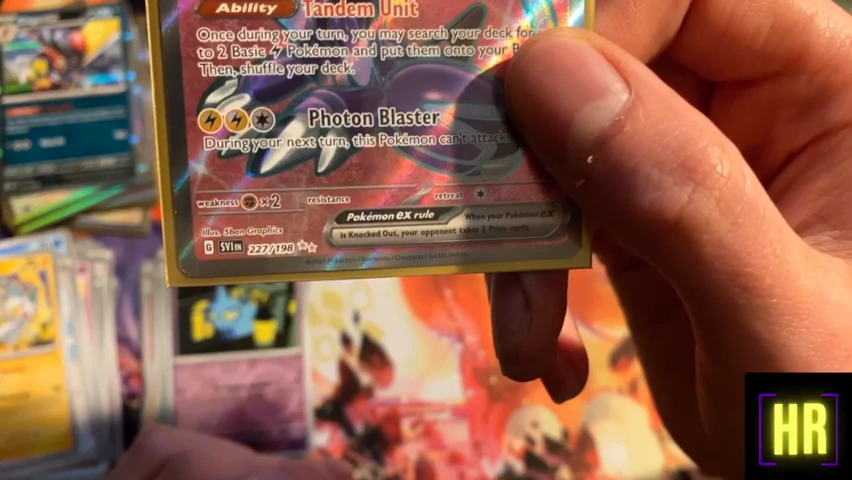 Ability Tandem Unit
Once during your turn, you may search your deck for
to 2 Basic Pokémon and put them onto your B
Then, shuffle your deck.
Photon Blaster
During your next turn, this Pokémon can't attack.
weakness ×2 resistance retreat
Pokémon ex rule When your Pokémon ex
is Knocked Out, your opponent takes 2 Prize cards.
Illus. 5ban Graphics
G SVI EN 227/198
HR